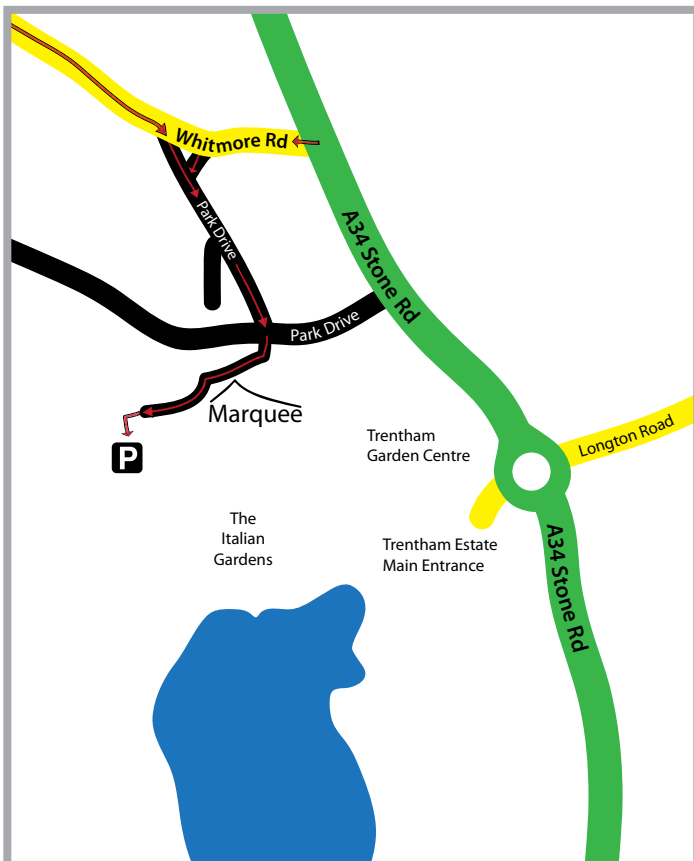 Whitmore Rd
Park Drive
A34 Stone Rd
Park Drive
Marquee
P
Trentham
Garden Centre
Longton Road
The
Italian
Gardens
Trentham Estate
Main Entrance
A34 Stone Rd